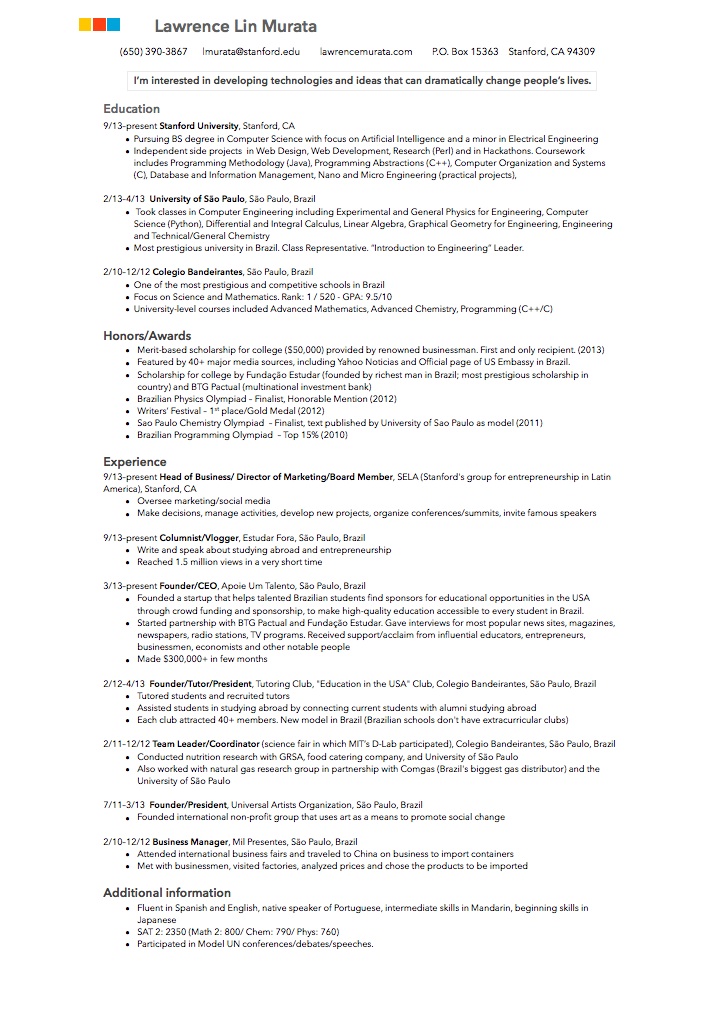 Lawrence Lin Murata
(650) 390-3867 lmurata@stanford.edu lawrencemurata.com P.O. Box 15363 Stanford, CA 94309
I'm interested in developing technologies and ideas that can dramatically change people's lives.
Education
9/13–present Stanford University, Stanford, CA
• Pursuing BS degree in Computer Science with focus on Artificial Intelligence and a minor in Electrical Engineering
• Independent side projects in Web Design, Web Development, Research (Perl) and in Hackathons. Coursework
includes Programming Methodology (Java), Programming Abstractions (C++), Computer Organization and Systems
(C), Database and Information Management, Nano and Micro Engineering (practical projects),
2/13–4/13 University of São Paulo, São Paulo, Brazil
• Took classes in Computer Engineering including Experimental and General Physics for Engineering, Computer
Science (Python), Differential and Integral Calculus, Linear Algebra, Graphical Geometry for Engineering, Engineering
and Technical/General Chemistry
• Most prestigious university in Brazil. Class Representative. "Introduction to Engineering" Leader.
2/10–12/12 Colegio Bandeirantes, São Paulo, Brazil
• One of the most prestigious and competitive schools in Brazil
• Focus on Science and Mathematics. Rank: 1 / 520 - GPA: 9.5/10
• University-level courses included Advanced Mathematics, Advanced Chemistry, Programming (C++/C)
Honors/Awards
• Merit-based scholarship for college ($50,000) provided by renowned businessman. First and only recipient. (2013)
• Featured by 40+ major media sources, including Yahoo Noticias and Official page of US Embassy in Brazil.
• Scholarship for college by Fundação Estudar (founded by richest man in Brazil; most prestigious scholarship in
country) and BTG Pactual (multinational investment bank)
• Brazilian Physics Olympiad – Finalist, Honorable Mention (2012)
• Writers' Festival – 1st place/Gold Medal (2012)
• Sao Paulo Chemistry Olympiad – Finalist, text published by University of Sao Paulo as model (2011)
• Brazilian Programming Olympiad – Top 15% (2010)
Experience
9/13–present Head of Business/ Director of Marketing/Board Member, SELA (Stanford's group for entrepreneurship in Latin
America), Stanford, CA
• Oversee marketing/social media
• Make decisions, manage activities, develop new projects, organize conferences/summits, invite famous speakers
9/13–present Columnist/Vlogger, Estudar Fora, São Paulo, Brazil
• Write and speak about studying abroad and entrepreneurship
• Reached 1.5 million views in a very short time
3/13–present Founder/CEO, Apoie Um Talento, São Paulo, Brazil
• Founded a startup that helps talented Brazilian students find sponsors for educational opportunities in the USA
through crowd funding and sponsorship, to make high-quality education accessible to every student in Brazil.
• Started partnership with BTG Pactual and Fundação Estudar. Gave interviews for most popular news sites, magazines,
newspapers, radio stations, TV programs. Received support/acclaim from influential educators, entrepreneurs,
businessmen, economists and other notable people
• Made $300,000+ in few months
2/12–4/13 Founder/Tutor/President, Tutoring Club, "Education in the USA" Club, Colegio Bandeirantes, São Paulo, Brazil
• Tutored students and recruited tutors
• Assisted students in studying abroad by connecting current students with alumni studying abroad
• Each club attracted 40+ members. New model in Brazil (Brazilian schools don't have extracurricular clubs)
2/11–12/12 Team Leader/Coordinator (science fair in which MIT's D-Lab participated), Colegio Bandeirantes, São Paulo, Brazil
• Conducted nutrition research with GRSA, food catering company, and University of São Paulo
• Also worked with natural gas research group in partnership with Comgas (Brazil's biggest gas distributor) and the
University of São Paulo
7/11–3/13 Founder/President, Universal Artists Organization, São Paulo, Brazil
• Founded international non-profit group that uses art as a means to promote social change
2/10–12/12 Business Manager, Mil Presentes, São Paulo, Brazil
• Attended international business fairs and traveled to China on business to import containers
• Met with businessmen, visited factories, analyzed prices and chose the products to be imported
Additional information
• Fluent in Spanish and English, native speaker of Portuguese, intermediate skills in Mandarin, beginning skills in
Japanese
• SAT 2: 2350 (Math 2: 800/ Chem: 790/ Phys: 760)
• Participated in Model UN conferences/debates/speeches.